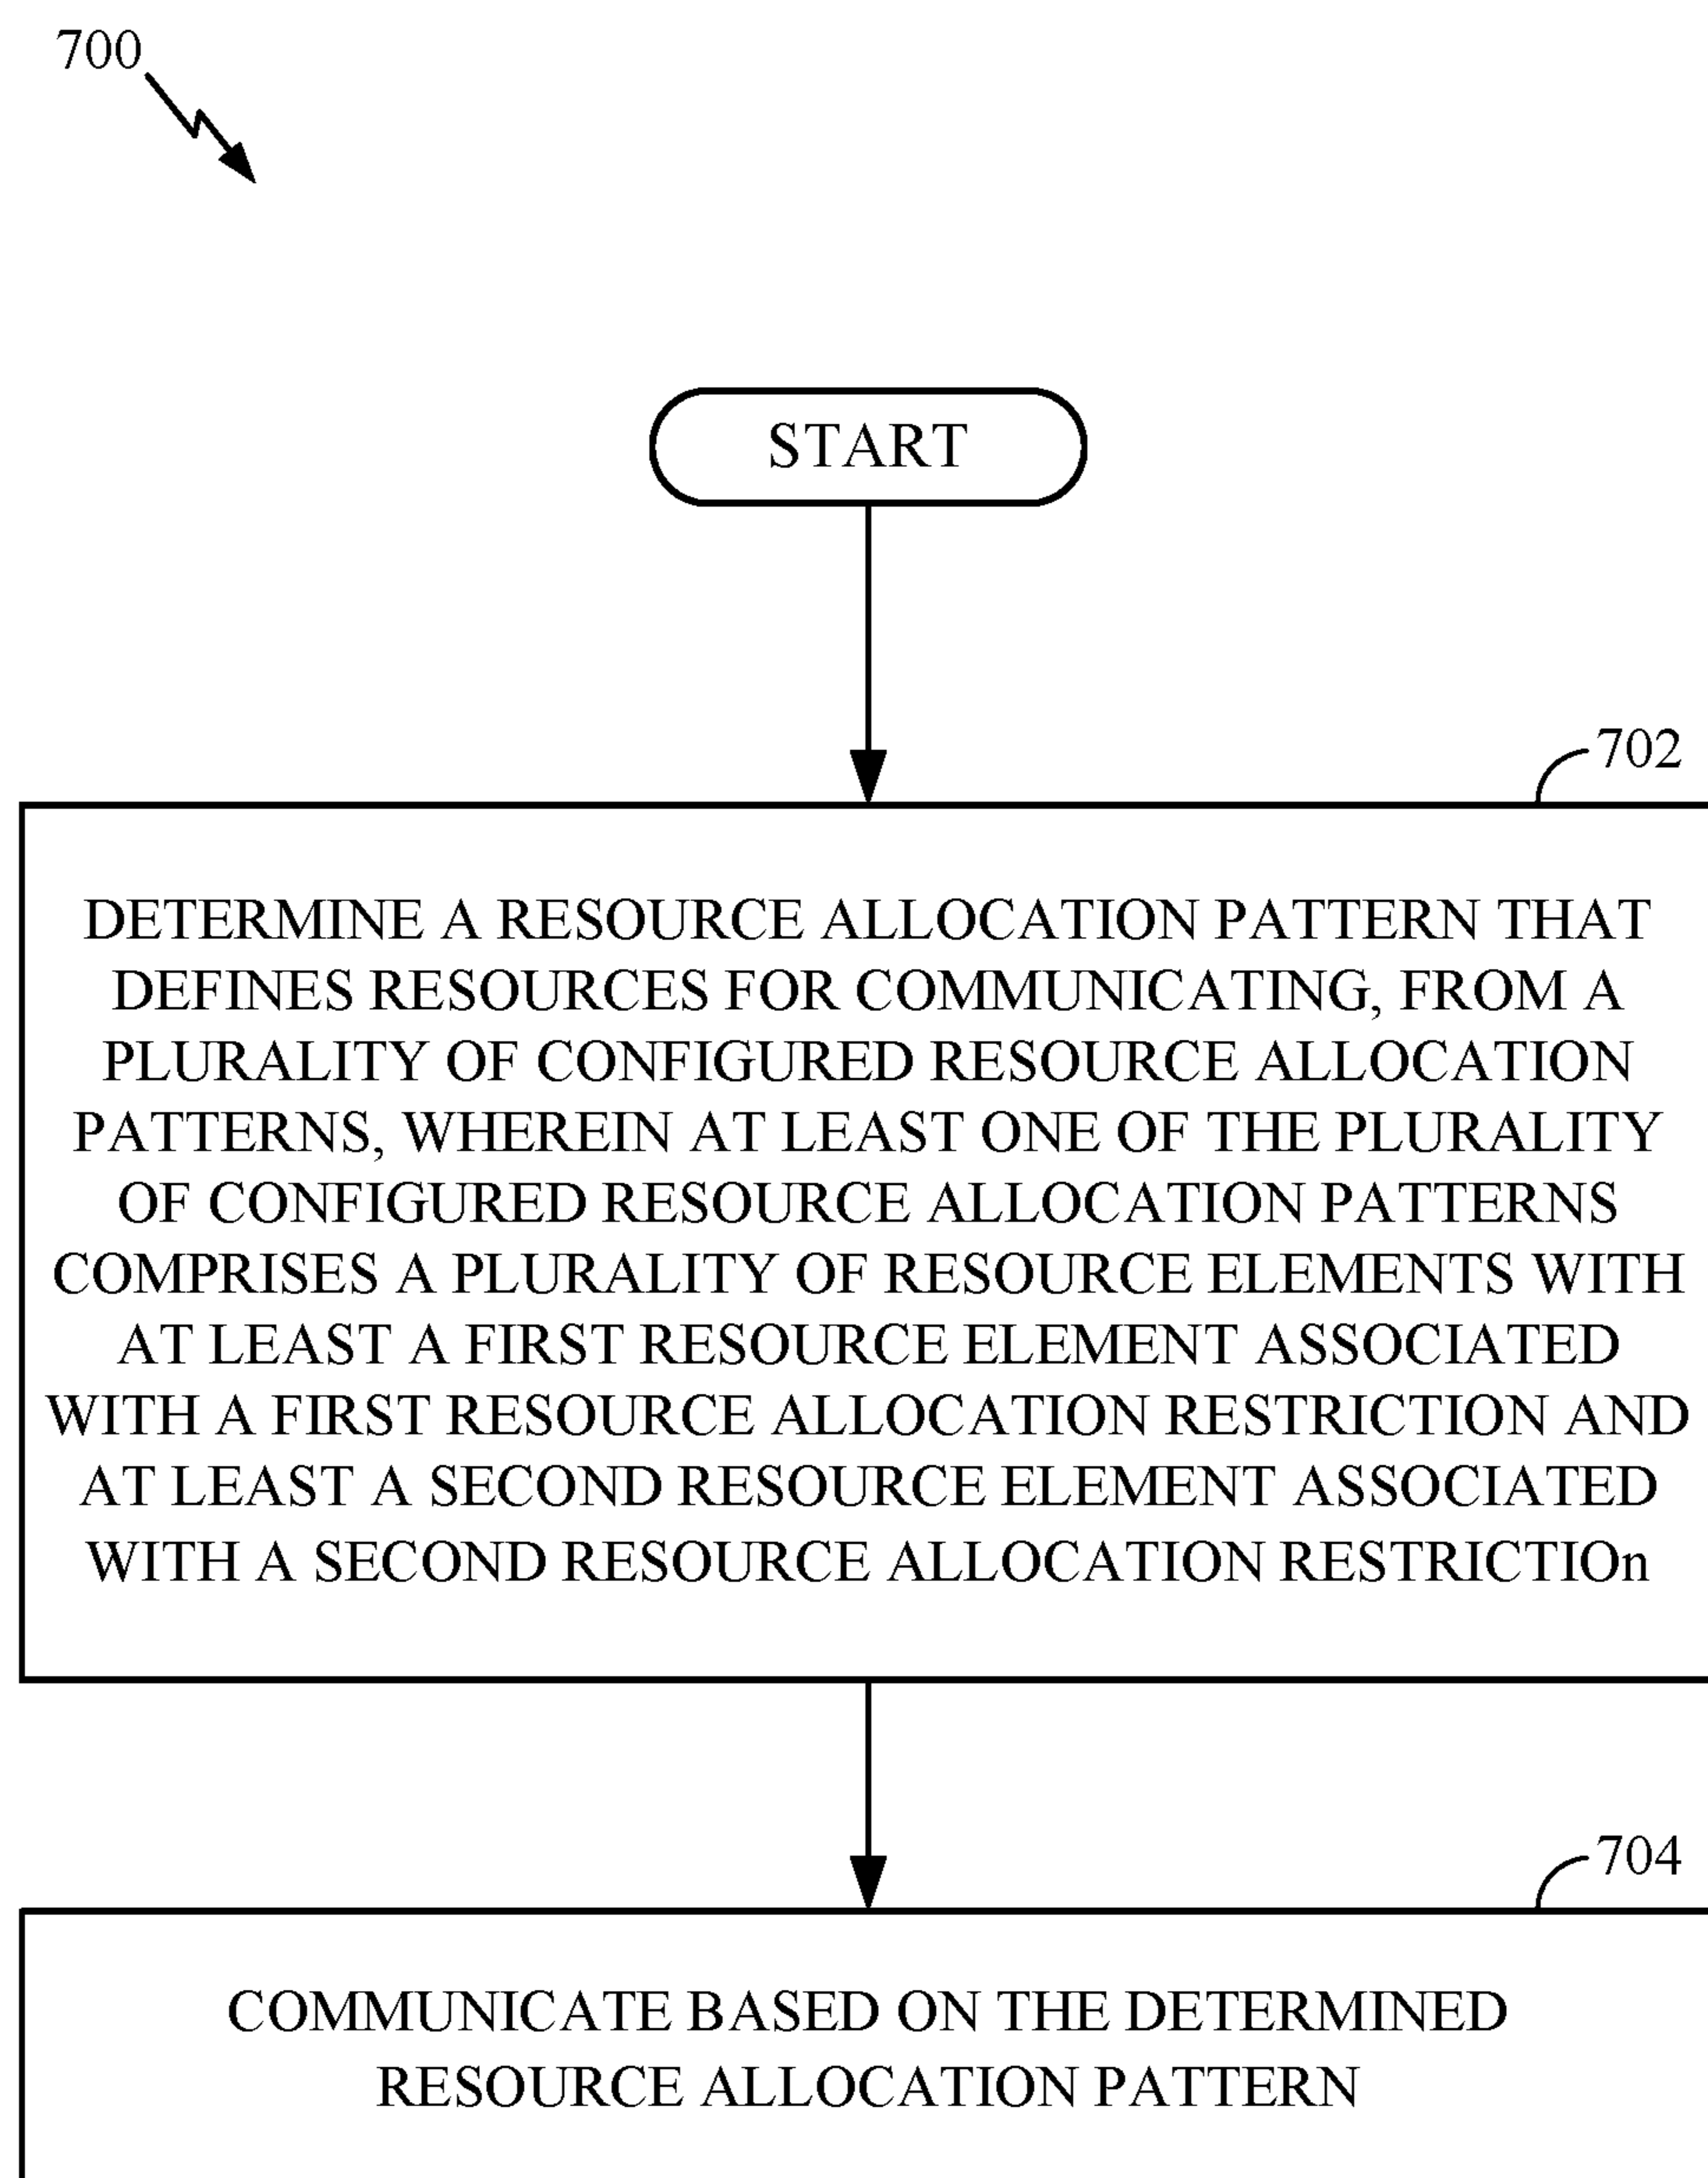 700
START
702
DETERMINE A RESOURCE ALLOCATION PATTERN THAT
DEFINES RESOURCES FOR COMMUNICATING, FROM A
PLURALITY OF CONFIGURED RESOURCE ALLOCATION
PATTERNS, WHEREIN AT LEAST ONE OF THE PLURALITY
OF CONFIGURED RESOURCE ALLOCATION PATTERNS
COMPRISES A PLURALITY OF RESOURCE ELEMENTS WITH
AT LEAST A FIRST RESOURCE ELEMENT ASSOCIATED
WITH A FIRST RESOURCE ALLOCATION RESTRICTION AND
AT LEAST A SECOND RESOURCE ELEMENT ASSOCIATED
WITH A SECOND RESOURCE ALLOCATION RESTRICTIOn
704
COMMUNICATE BASED ON THE DETERMINED
RESOURCE ALLOCATION PATTERN